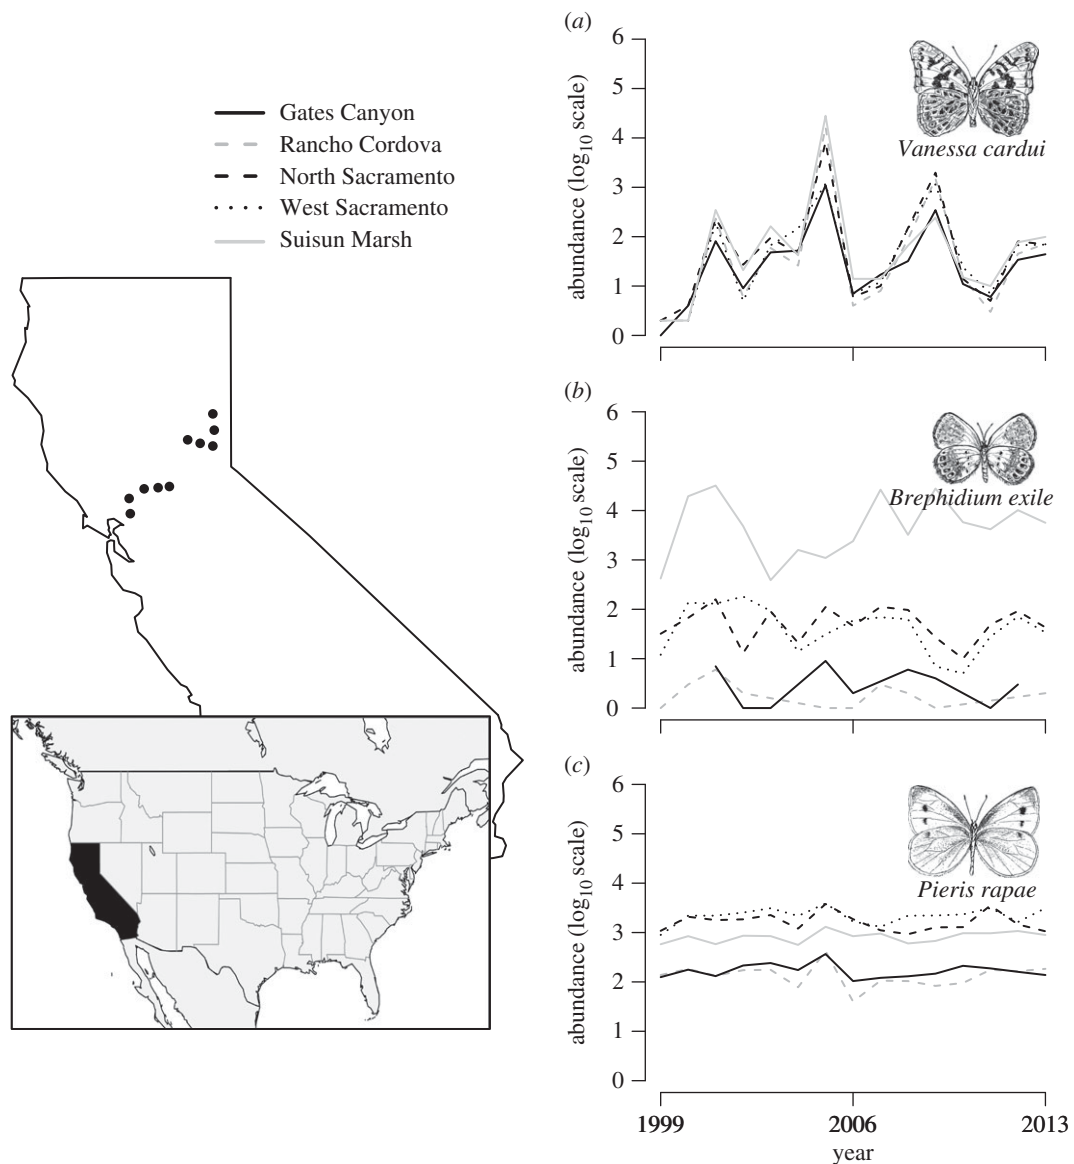 Gates Canyon
Rancho Cordova
North Sacramento
West Sacramento
Suisun Marsh
(a)
6
5
4
3
2
1
0
abundance (log10 scale)
Vanessa cardui
(b)
6
5
4
3
2
1
0
abundance (log10 scale)
Brephidium exile
(c)
6
5
4
3
2
1
0
abundance (log10 scale)
Pieris rapae
1999 2006 2013
year